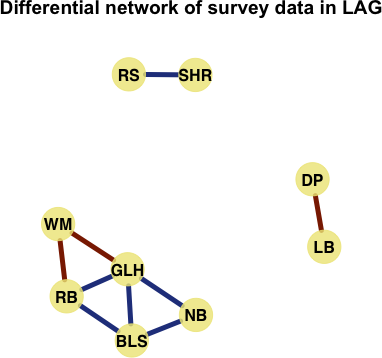 Differential network of survey data in LAG
RS SHR
DP
WM
LB
GLH
RB
NB
BLS